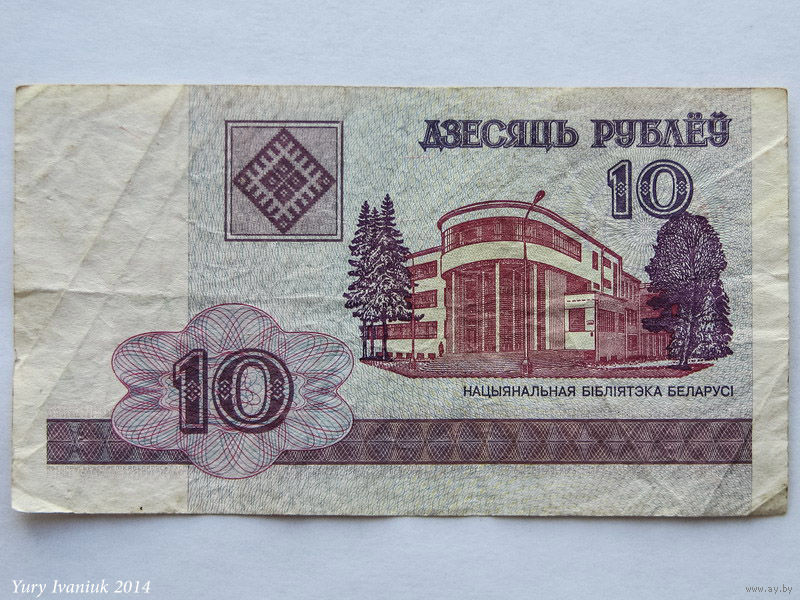 ДЗЕСЯЦЬ РУБЛЁЎ
10
НАЦЫЯНАЛЬНАЯ БІБЛІЯТЭКА БЕЛАРУСІ
10
Yury Ivaniuk 2014
www.ay.by